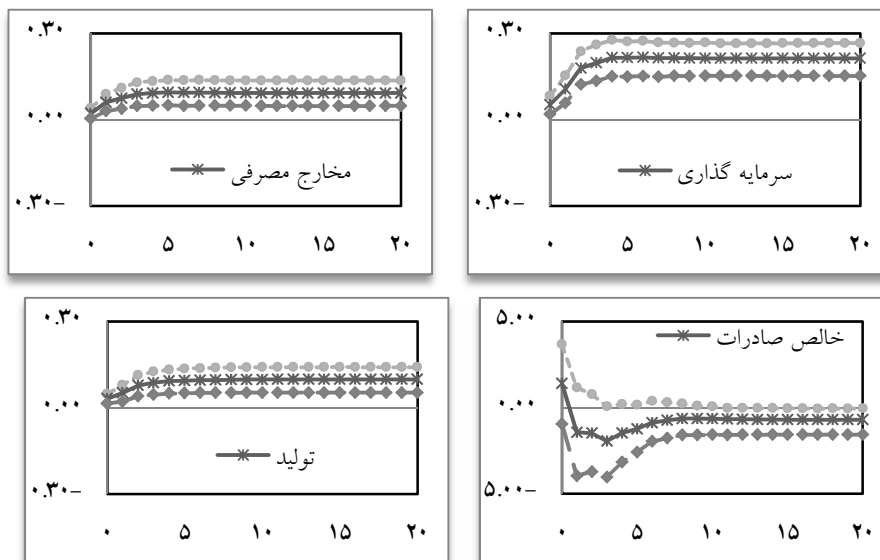 ۰.۳۰
۰.۰۰
۰.۳۰−
مخارج مصرفی
۰ ۵ ۱۰ ۱۵ ۲۰
۰.۳۰
۰.۰۰
۰.۳۰−
سرمایه گذاری
۰ ۵ ۱۰ ۱۵ ۲۰
۰.۳۰
۰.۰۰
۰.۳۰−
تولید
۰ ۵ ۱۰ ۱۵ ۲۰
۵.۰۰
۰.۰۰
۵.۰۰−
خالص صادرات
۰ ۵ ۱۰ ۱۵ ۲۰